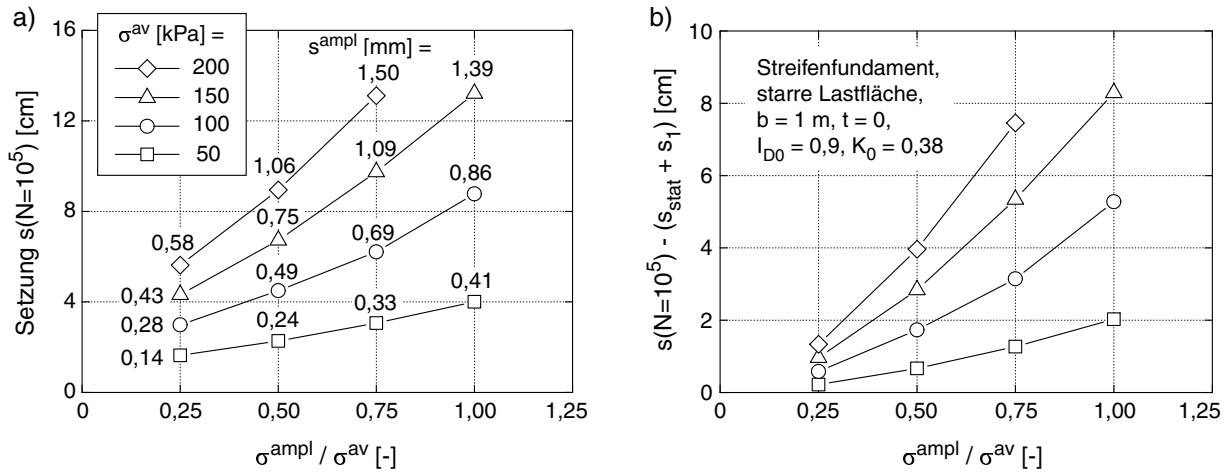 a)
σ^av [kPa] =
200
150
100
50
s^ampl [mm] =
1,50
1,39
1,06
1,09
0,86
0,58
0,75
0,69
0,43
0,49
0,41
0,28
0,33
0,24
0,14
Setzung s(N=10^5) [cm]
16
12
8
4
0
0 0,25 0,50 0,75 1,00 1,25
σ^ampl / σ^av [-]
b)
Streifenfundament,
starre Lastfläche,
b = 1 m, t = 0,
I_D0 = 0,9, K_0 = 0,38
s(N=10^5) - (s_stat + s_1) [cm]
10
8
6
4
2
0
0 0,25 0,50 0,75 1,00 1,25
σ^ampl / σ^av [-]